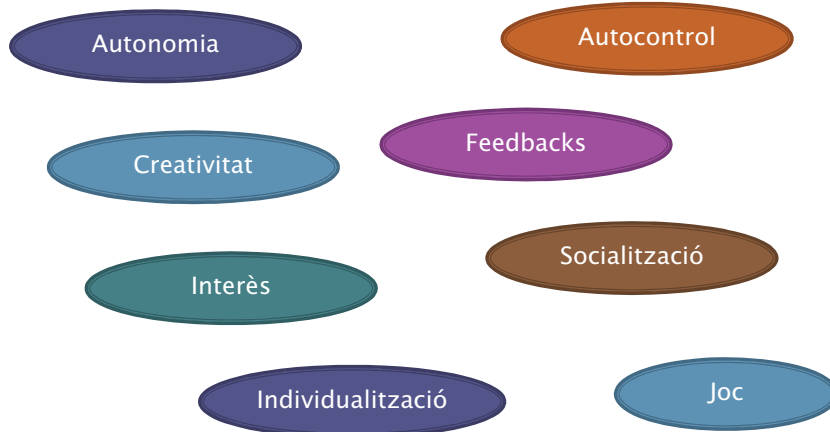 Autonomia
Autocontrol
Creativitat
Feedbacks
Interès
Socialització
Individualització
Joc